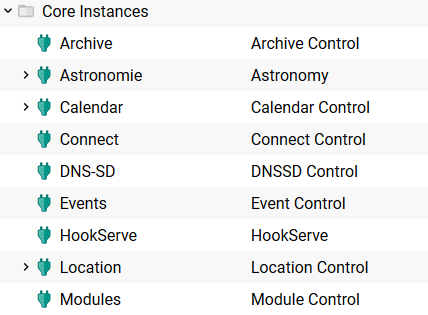 Core Instances
Archive Archive Control
Astronomie Astronomy
Calendar Calendar Control
Connect Connect Control
DNS-SD DNSSD Control
Events Event Control
HookServe HookServe
Location Location Control
Modules Module Control